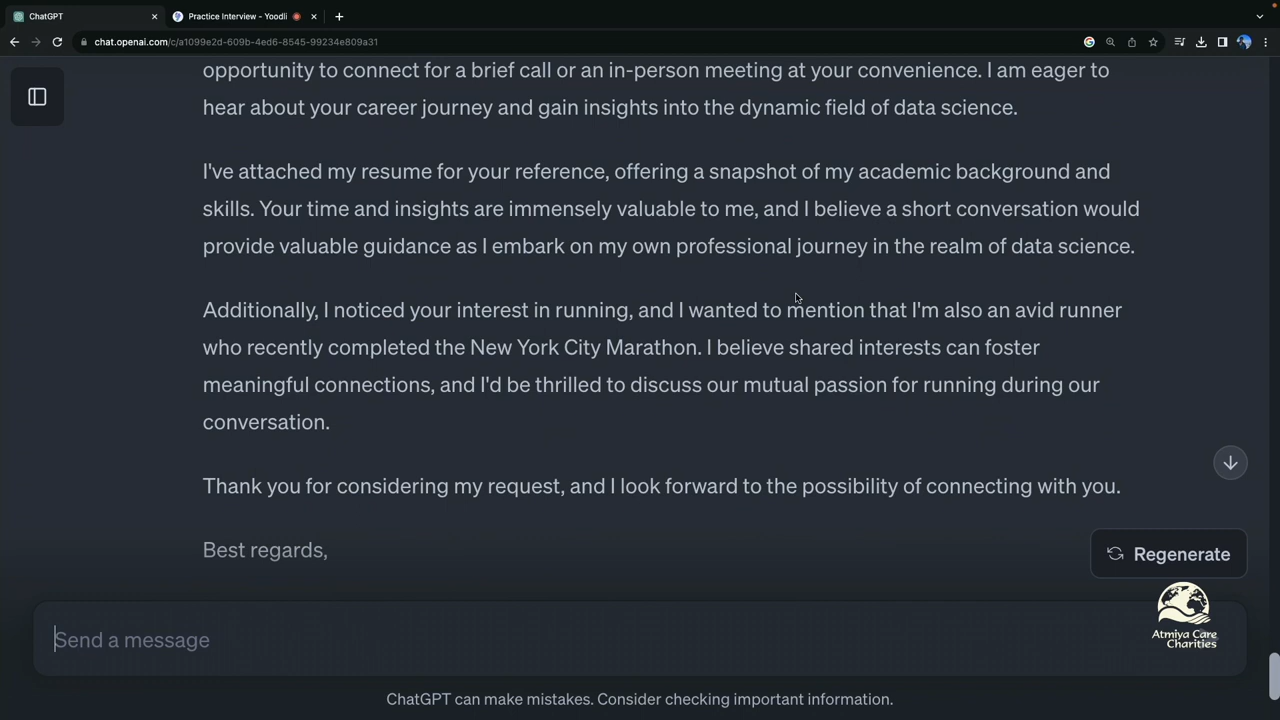 ChatGPT
Practice Interview - Yoodli
chat.openai.com/c/a1099e2d-609b-4ed6-8545-99234e809a31
opportunity to connect for a brief call or an in-person meeting at your convenience. I am eager to
hear about your career journey and gain insights into the dynamic field of data science.
I've attached my resume for your reference, offering a snapshot of my academic background and
skills. Your time and insights are immensely valuable to me, and I believe a short conversation would
provide valuable guidance as I embark on my own professional journey in the realm of data science.
Additionally, I noticed your interest in running, and I wanted to mention that I'm also an avid runner
who recently completed the New York City Marathon. I believe shared interests can foster
meaningful connections, and I'd be thrilled to discuss our mutual passion for running during our
conversation.
Thank you for considering my request, and I look forward to the possibility of connecting with you.
Best regards,
Regenerate
Send a message
Atmiya Care
Charities
ChatGPT can make mistakes. Consider checking important information.